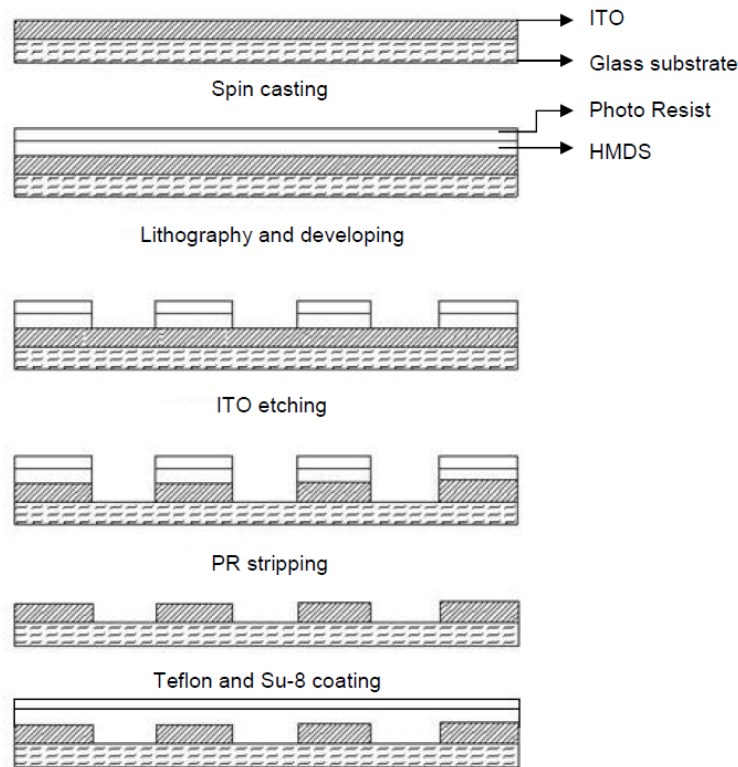 ITO
Glass substrate
Spin casting
Photo Resist
HMDS
Lithography and developing
ITO etching
PR stripping
Teflon and Su-8 coating